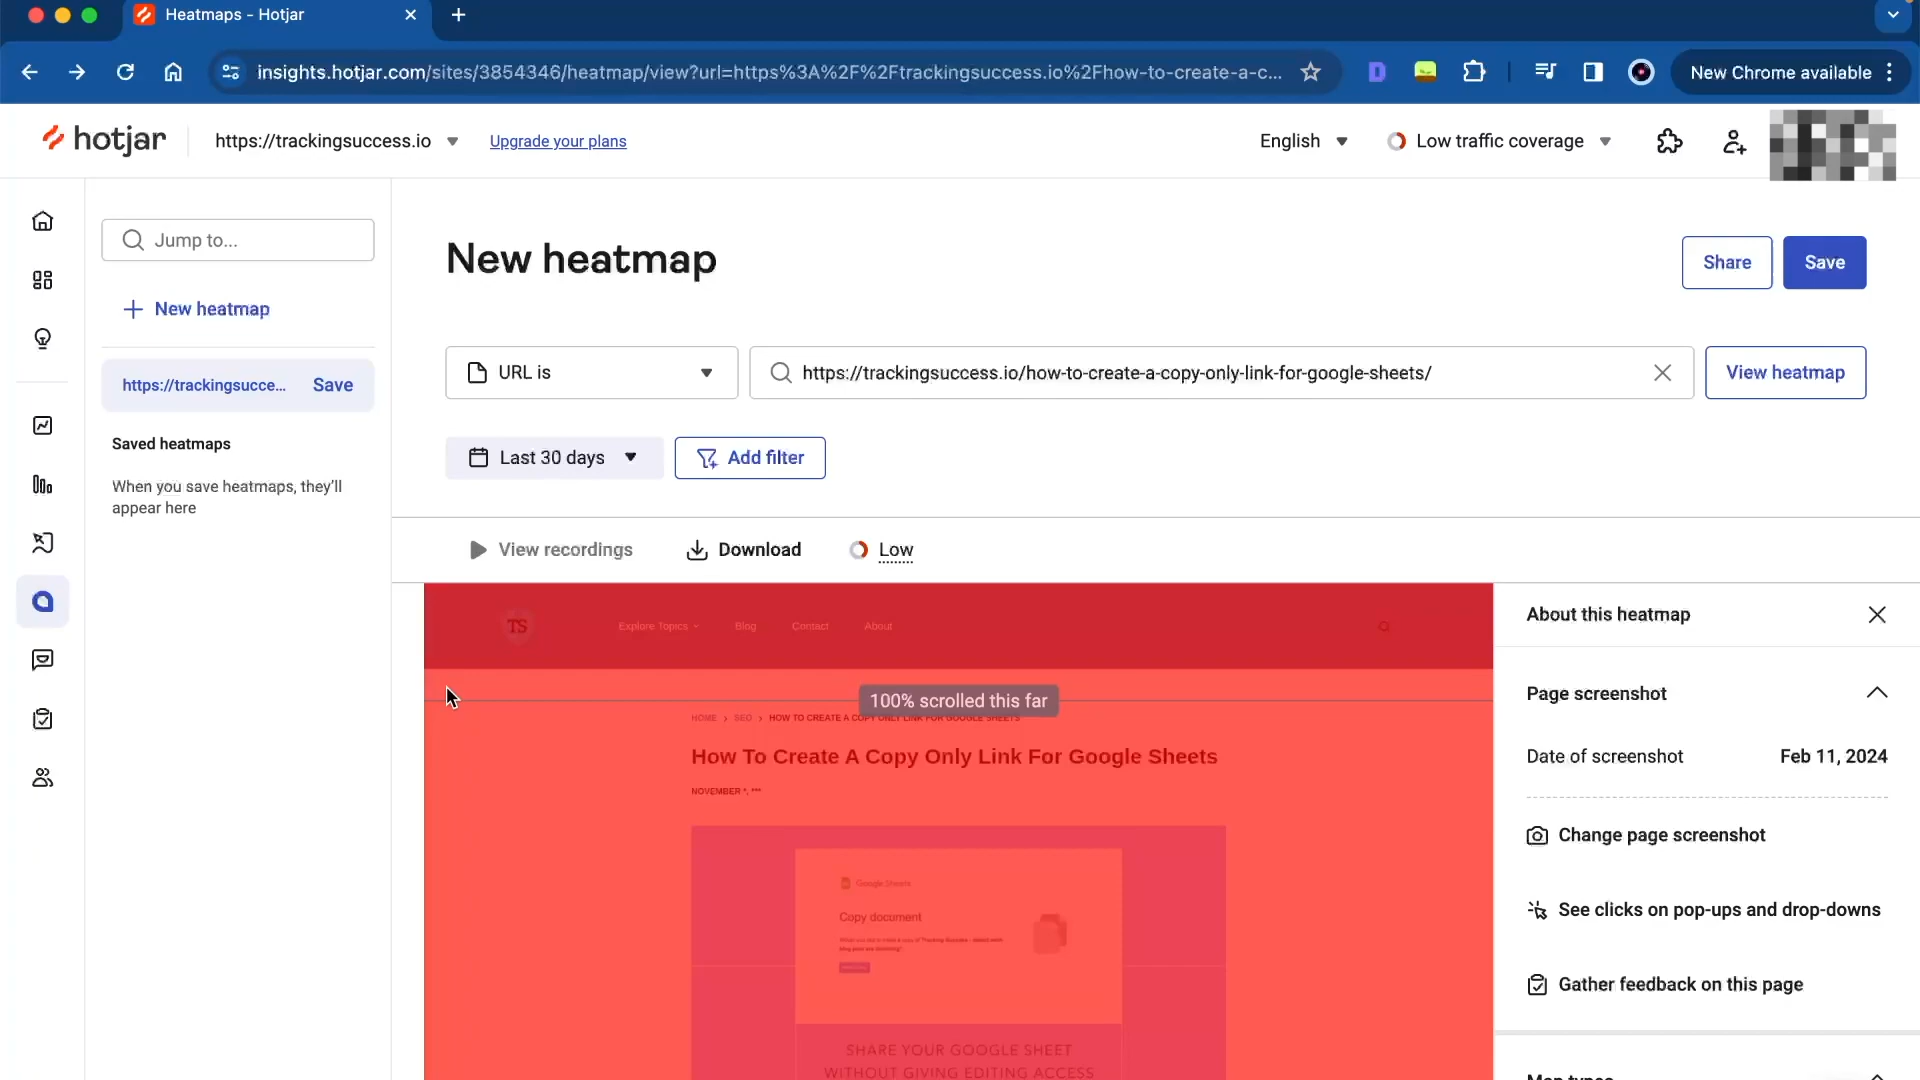 Heatmaps - Hotjar
insights.hotjar.com/sites/3854346/heatmap/view?url=https%3A%2F%2Ftrackingsuccess.io%2Fhow-to-create-a-c...
New Chrome available
hotjar
https://trackingsuccess.io
Upgrade your plans
English
Low traffic coverage
Jump to...
New heatmap
https://trackingsucce...
Save
Saved heatmaps
When you save heatmaps, they'll
appear here
New heatmap
Share
Save
URL is
https://trackingsuccess.io/how-to-create-a-copy-only-link-for-google-sheets/
View heatmap
Last 30 days
Add filter
View recordings
Download
Low
TS
Explore Topics
Blog
Contact
About
100% scrolled this far
HOME > SEO > HOW TO CREATE A COPY ONLY LINK FOR GOOGLE SHEETS
How To Create A Copy Only Link For Google Sheets
NOVEMBER *, ***
Google Sheets
Copy document
SHARE YOUR GOOGLE SHEET
WITHOUT GIVING EDITING ACCESS
About this heatmap
Page screenshot
Date of screenshot
Feb 11, 2024
Change page screenshot
See clicks on pop-ups and drop-downs
Gather feedback on this page
Map types